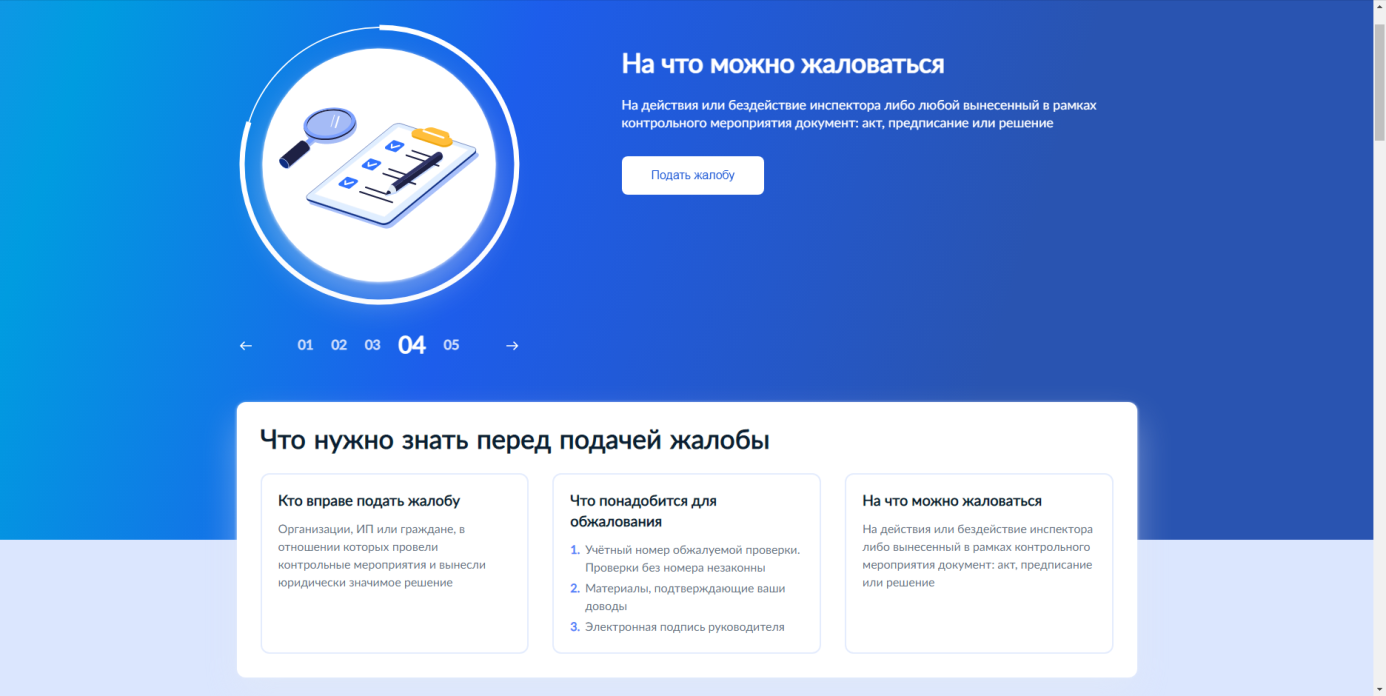 На что можно жаловаться
На действия или бездействие инспектора либо любой вынесенный в рамках
контрольного мероприятия документ: акт, предписание или решение
Подать жалобу
← 01 02 03 04 05 →
Что нужно знать перед подачей жалобы
Кто вправе подать жалобу
Организации, ИП или граждане, в
отношении которых провели
контрольные мероприятия и вынесли
юридически значимое решение
Что понадобится для
обжалования
1. Учётный номер обжалуемой проверки.
Проверки без номера незаконны
2. Материалы, подтверждающие ваши
доводы
3. Электронная подпись руководителя
На что можно жаловаться
На действия или бездействие инспектора
либо вынесенный в рамках контрольного
мероприятия документ: акт, предписание
или решение